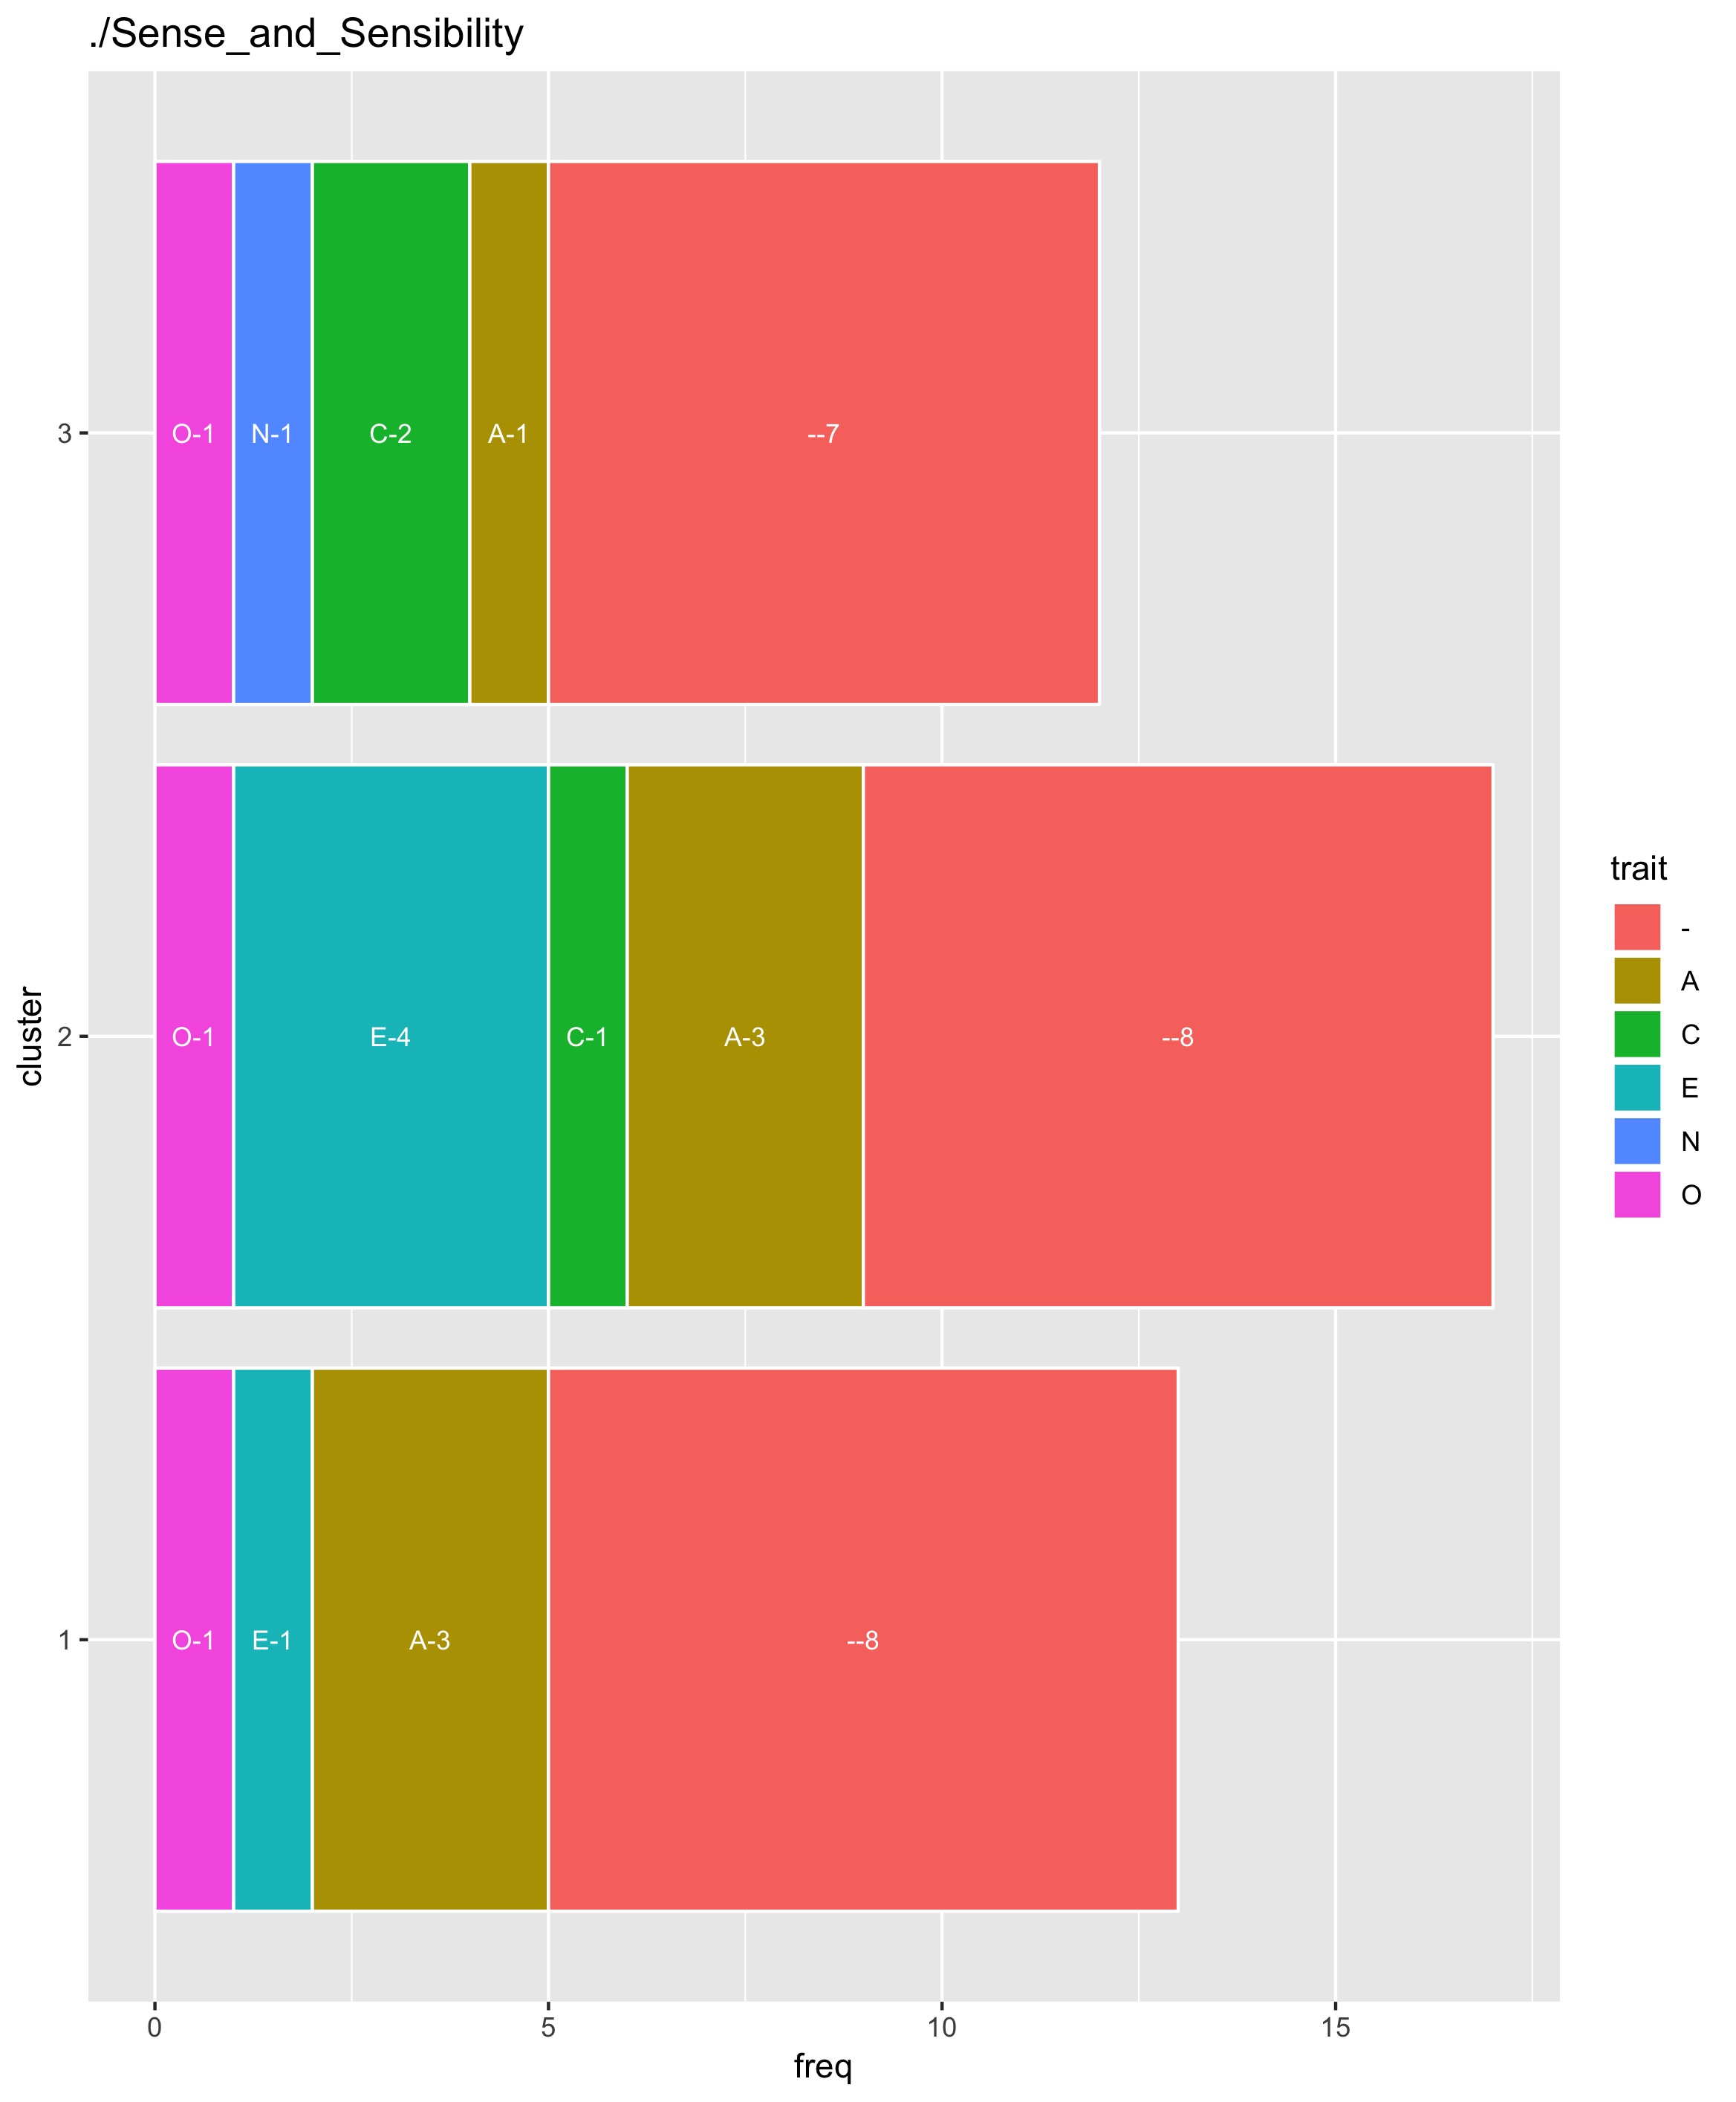 ./Sense_and_Sensibility
3
O-1 N-1 C-2 A-1 --7
cluster
2
O-1 E-4 C-1 A-3 --8
1
O-1 E-1 A-3 --8
0 5 10 15
freq
trait
-
A
C
E
N
O